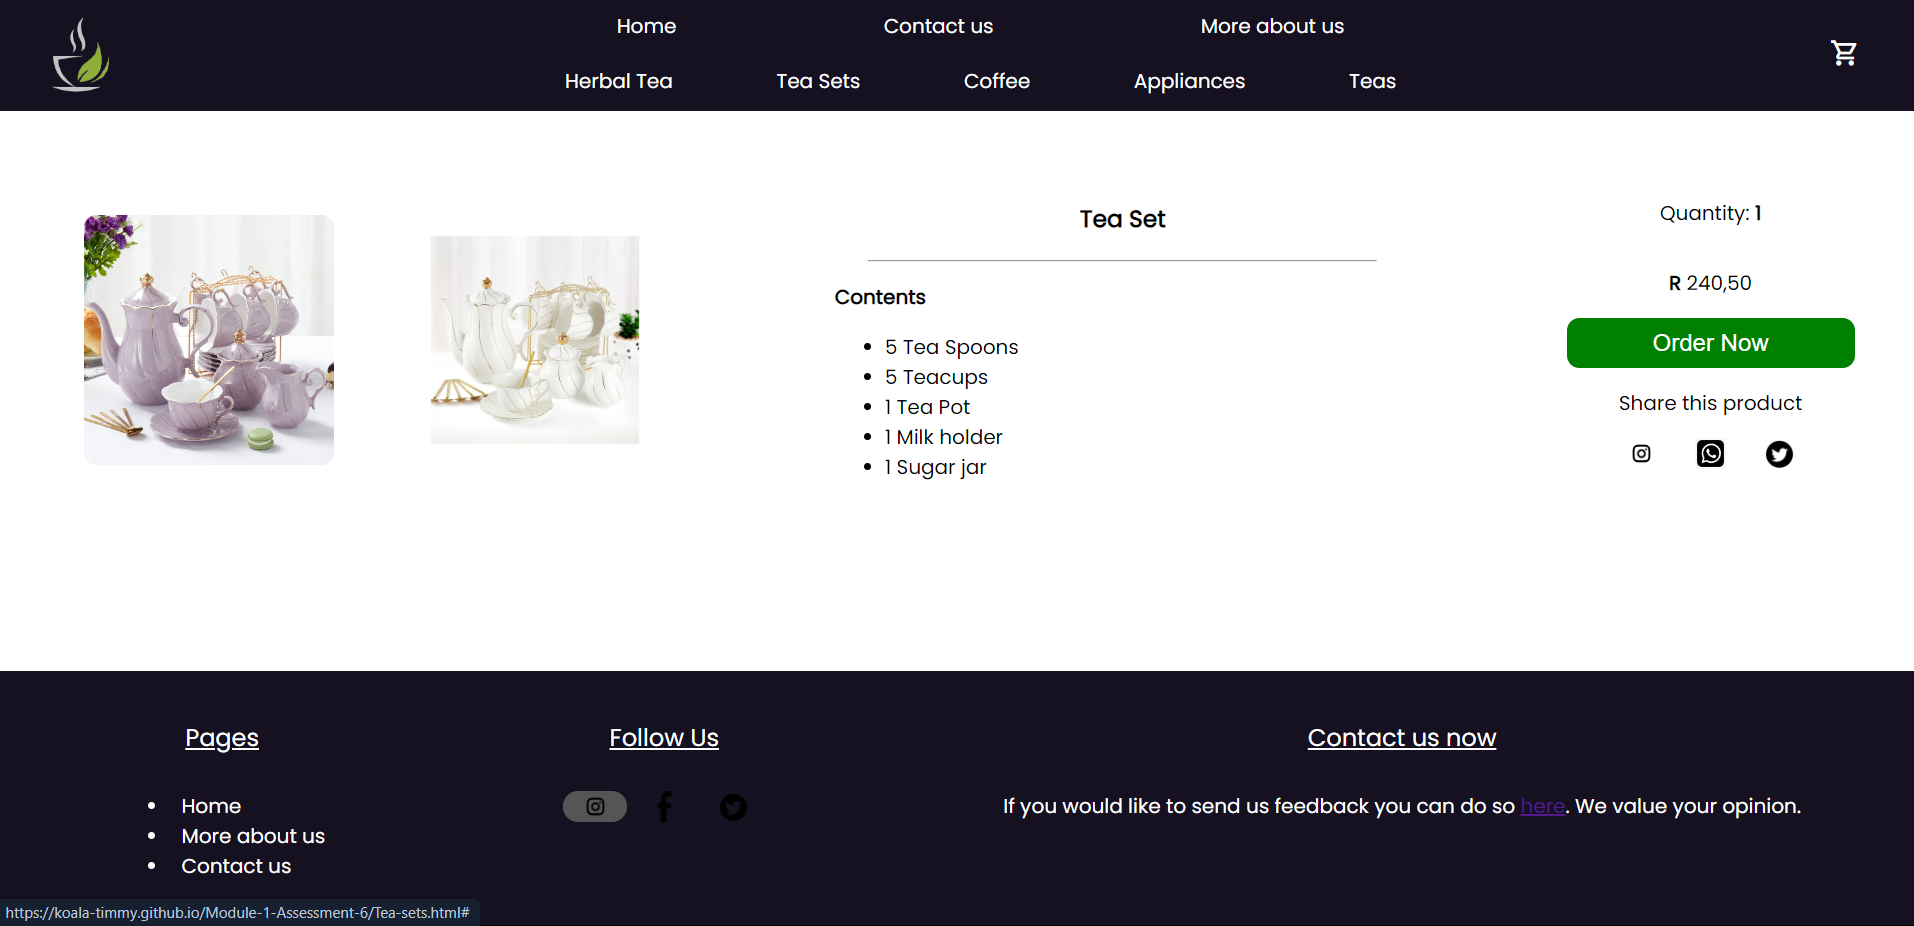 Home Contact us More about us
Herbal Tea Tea Sets Coffee Appliances Teas
Tea Set
Contents
• 5 Tea Spoons
• 5 Teacups
• 1 Tea Pot
• 1 Milk holder
• 1 Sugar jar
Quantity: 1
R 240,50
Order Now
Share this product
Pages
• Home
• More about us
• Contact us
Follow Us
Contact us now
If you would like to send us feedback you can do so here. We value your opinion.
https://koala-timmy.github.io/Module-1-Assessment-6/Tea-sets.html#